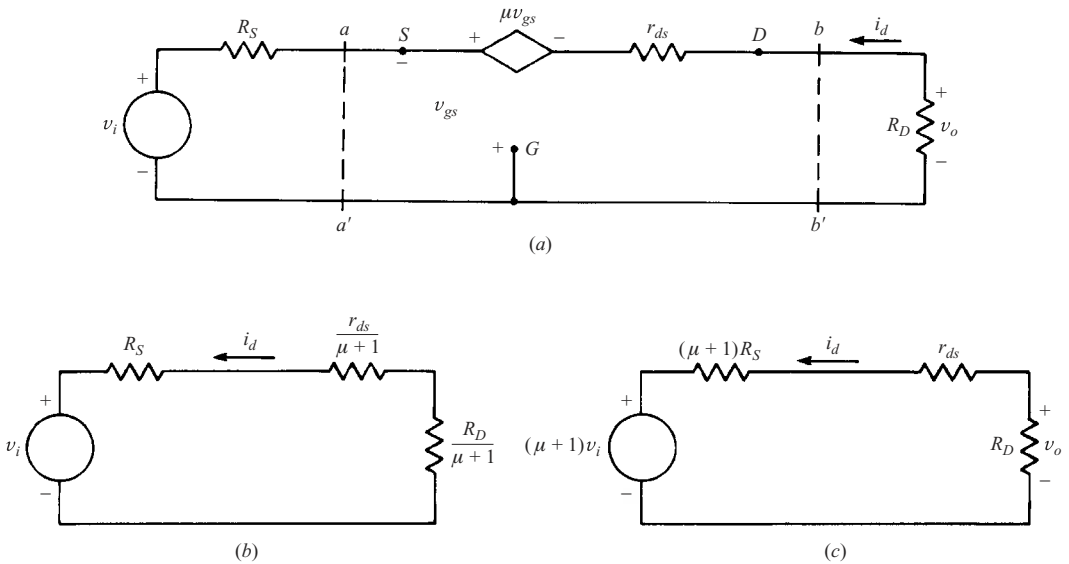 R_S
a
S
μv_gs
r_ds
D
b
i_d
+
−
−
+
v_i
−
v_gs
+ G
R_D
+
v_o
−
a′
b′
(a)
R_S
i_d
r_ds
μ + 1
+
v_i
−
R_D
μ + 1
(b)
(μ + 1)R_S
i_d
r_ds
+
(μ + 1)v_i
−
R_D
+
v_o
−
(c)